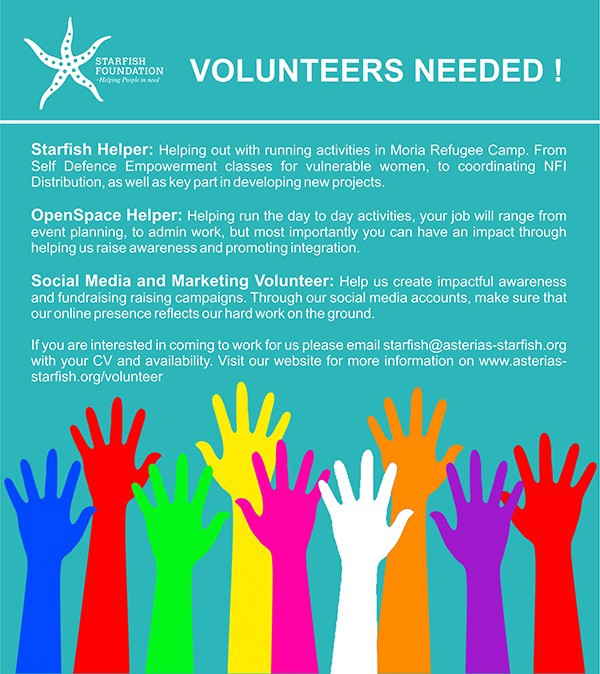 STARFISH
FOUNDATION
~Helping People in need
VOLUNTEERS NEEDED !
Starfish Helper: Helping out with running activities in Moria Refugee Camp. From
Self Defence Empowerment classes for vulnerable women, to coordinating NFI
Distribution, as well as key part in developing new projects.
OpenSpace Helper: Helping run the day to day activities, your job will range from
event planning, to admin work, but most importantly you can have an impact through
helping us raise awareness and promoting integration.
Social Media and Marketing Volunteer: Help us create impactful awareness
and fundraising raising campaigns. Through our social media accounts, make sure that
our online presence reflects our hard work on the ground.
If you are interested in coming to work for us please email starfish@asterias-starfish.org
with your CV and availability. Visit our website for more information on www.asterias-
starfish.org/volunteer